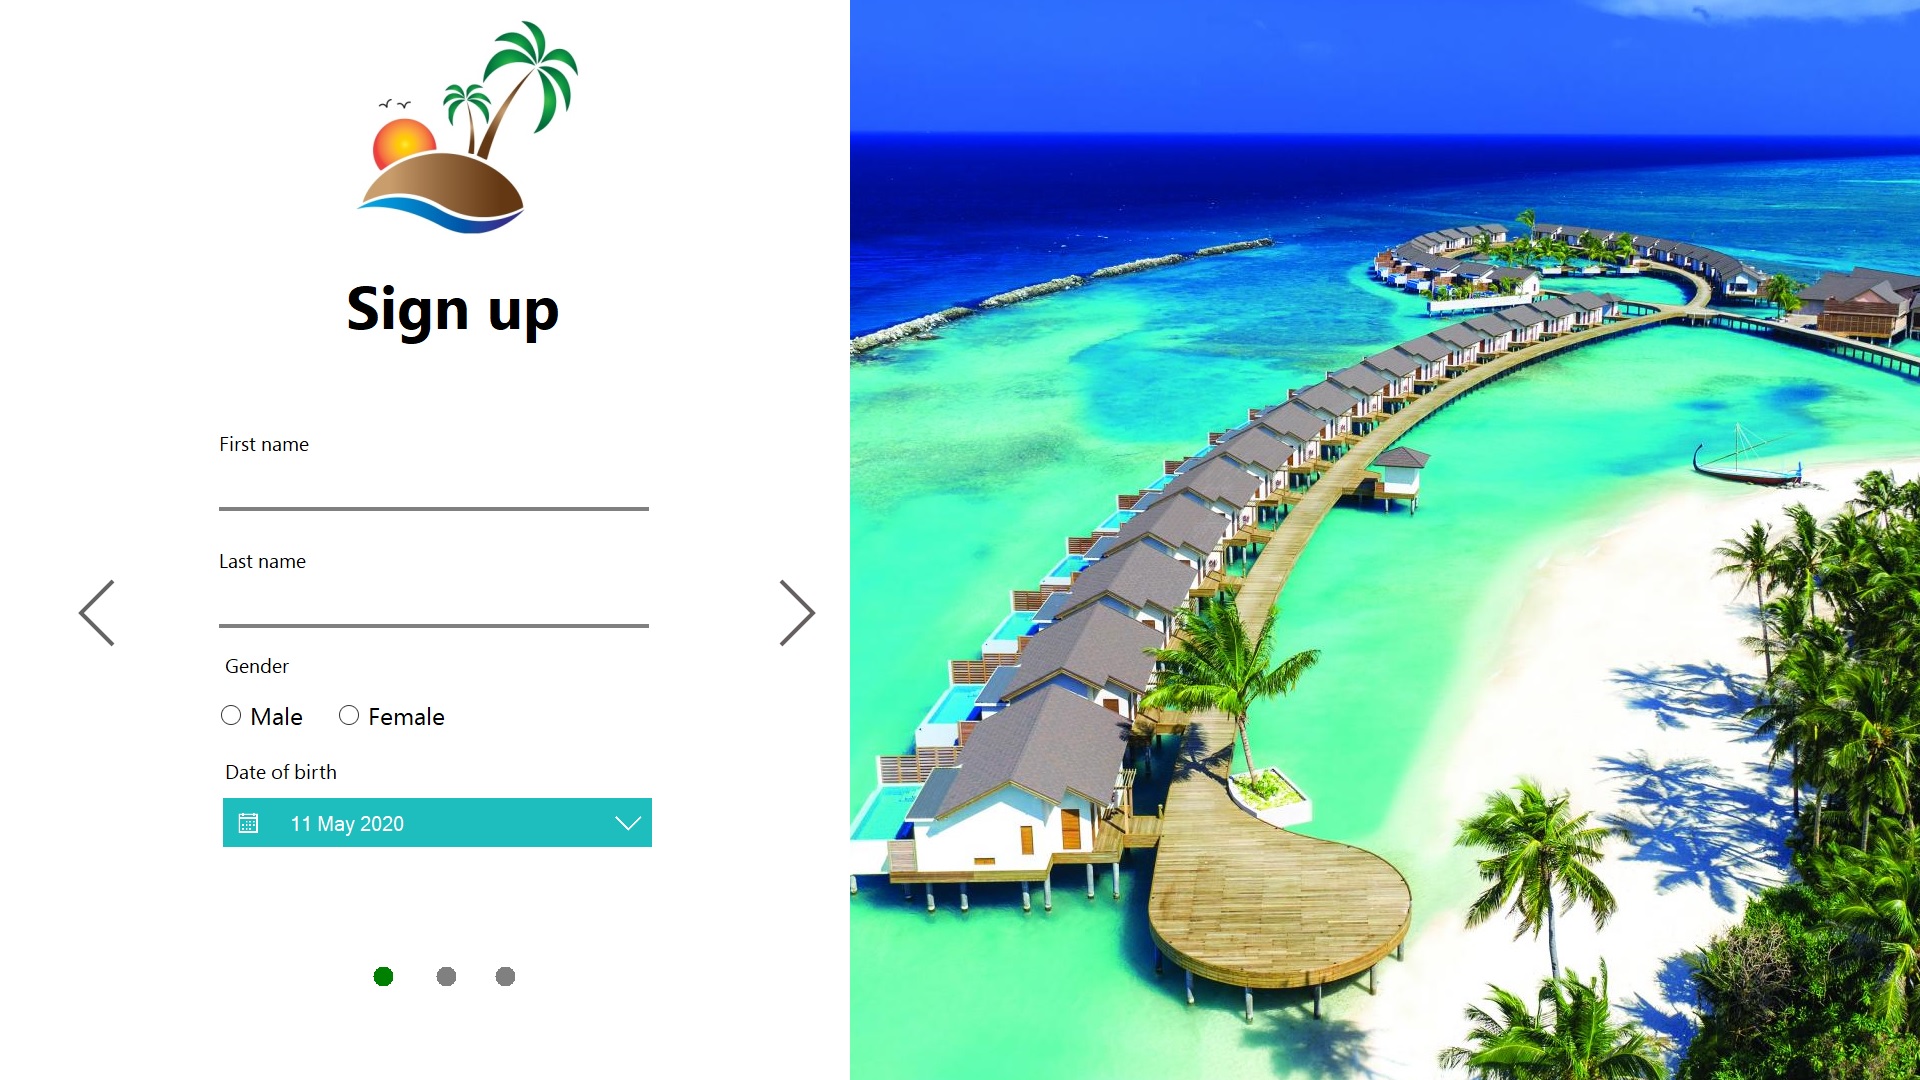 Sign up
First name
Last name
Gender
Male Female
Date of birth
11 May 2020